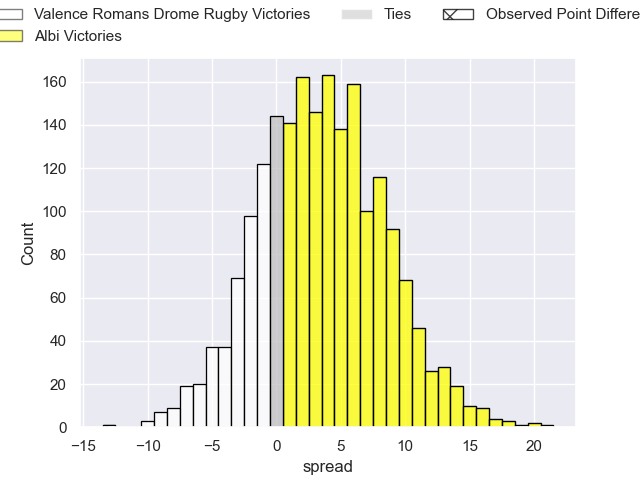 Valence Romans Drome Rugby Victories
Ties
Observed Point Differe
Albi Victories
160
140
120
100
80
60
40
20
0
Count
−15
−10
−5
0
5
10
15
20
spread